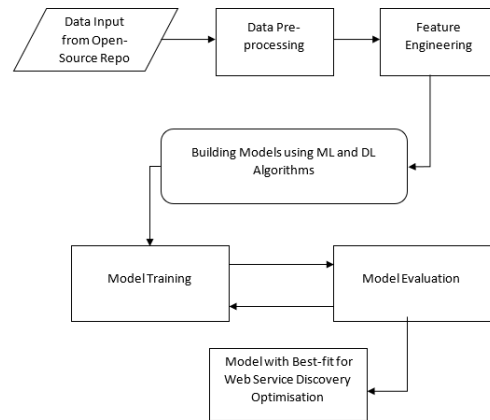 Data Input
from Open-
Source Repo
Data Pre-
processing
Feature
Engineering
Building Models using ML and DL
Algorithms
Model Training
Model Evaluation
Model with Best-fit for
Web Service Discovery
Optimisation